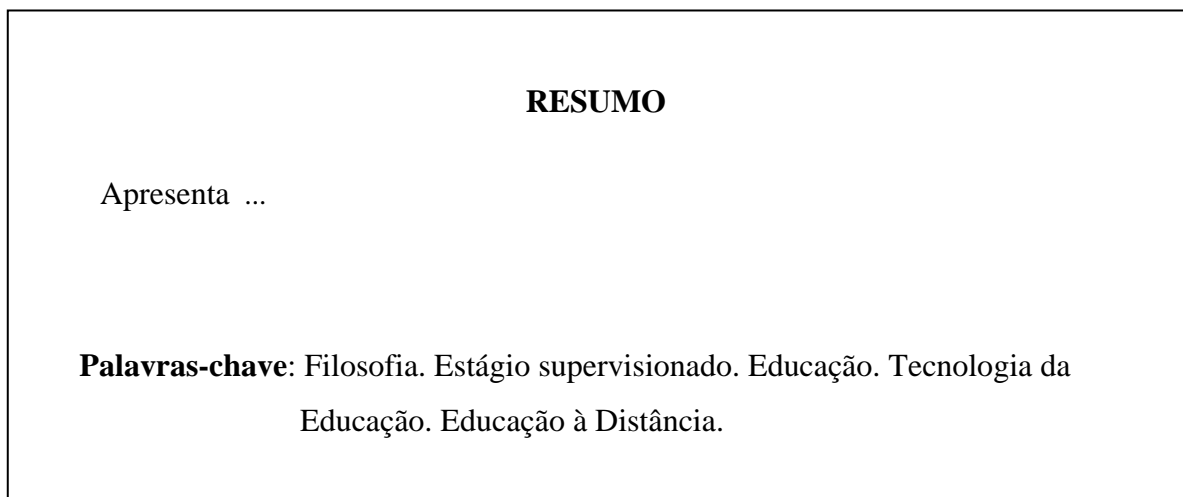 RESUMO
Apresenta ...
Palavras-chave: Filosofia. Estágio supervisionado. Educação. Tecnologia da
Educação. Educação à Distância.